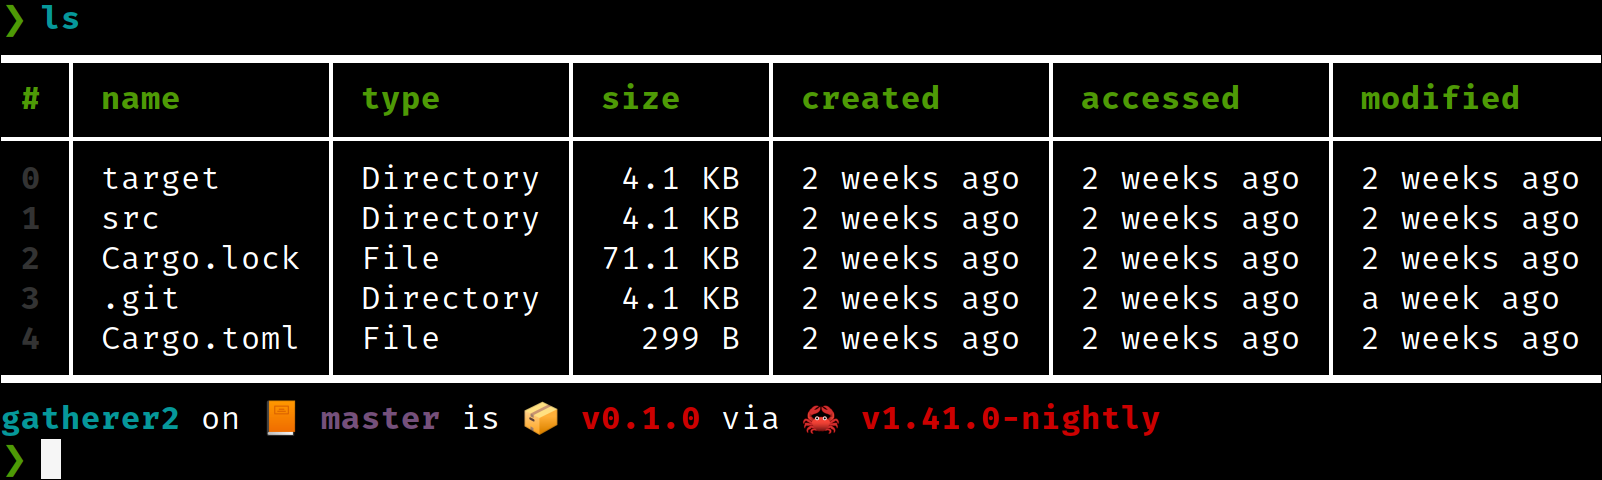 ❯ ls
# name type size created accessed modified
0 target Directory 4.1 KB 2 weeks ago 2 weeks ago 2 weeks ago
1 src Directory 4.1 KB 2 weeks ago 2 weeks ago 2 weeks ago
2 Cargo.lock File 71.1 KB 2 weeks ago 2 weeks ago 2 weeks ago
3 .git Directory 4.1 KB 2 weeks ago 2 weeks ago a week ago
4 Cargo.toml File 299 B 2 weeks ago 2 weeks ago 2 weeks ago
gatherer2 on 📙 master is 📦 v0.1.0 via 🦀 v1.41.0-nightly
❯